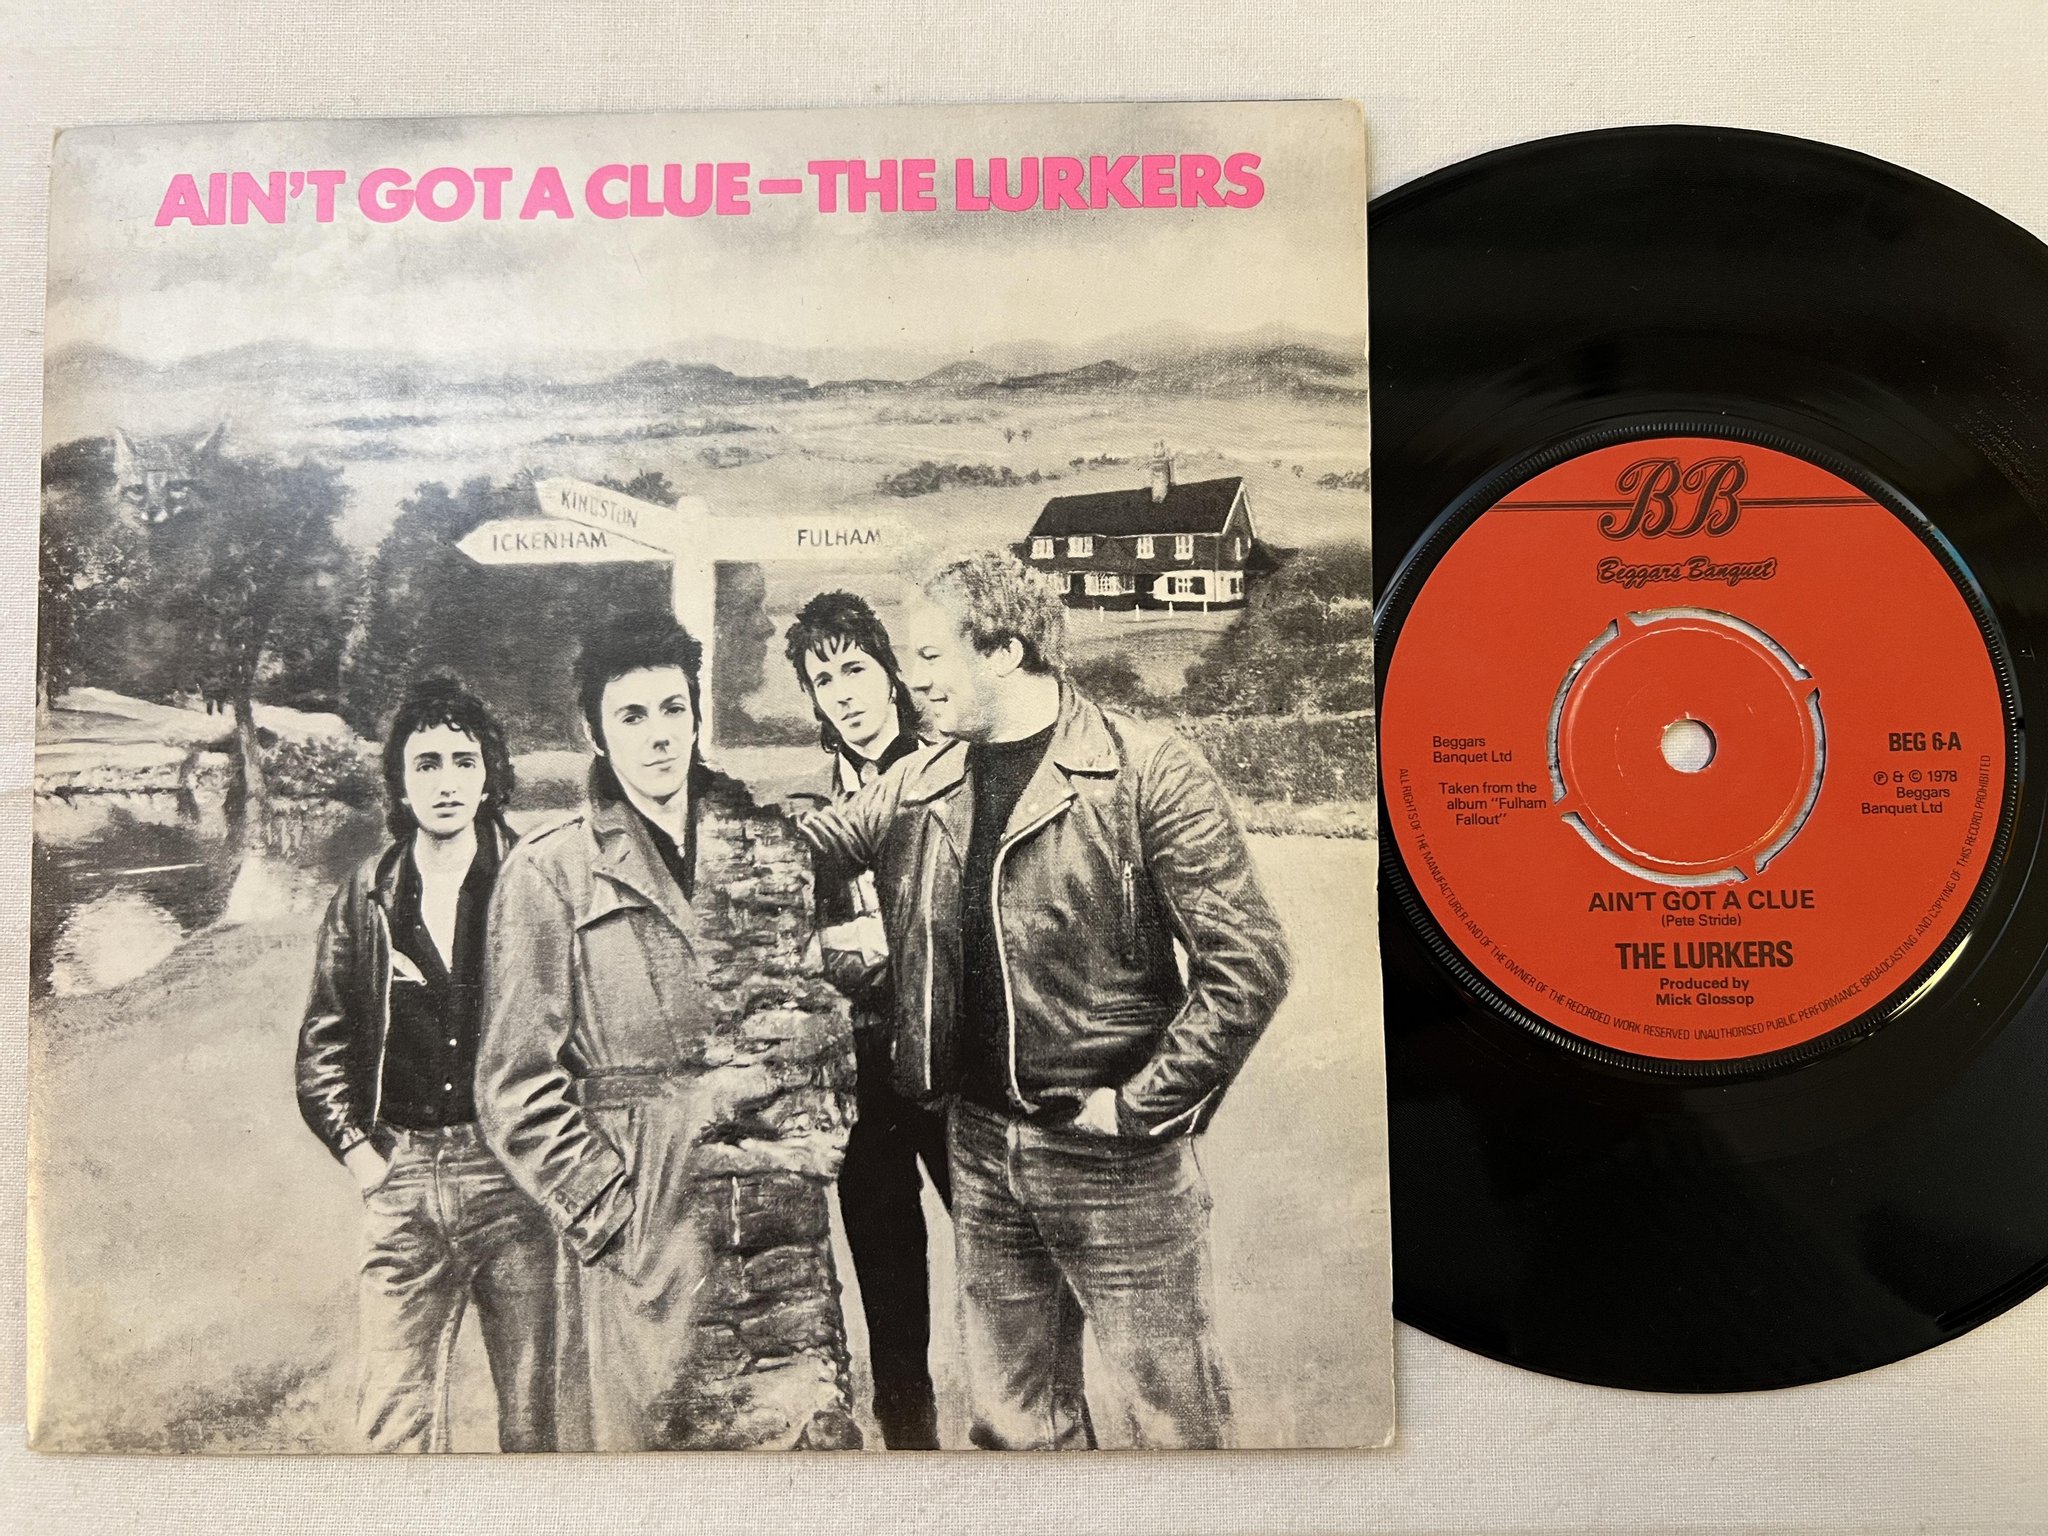 AIN'T GOT A CLUE–THE LURKERS
KINGSTON
ICKENHAM
FULHAM
BB
Beggars Banquet
Beggars
Banquet Ltd
Taken from the
album "Fulham
Fallout"
BEG 6-A
℗ & © 1978
Beggars
Banquet Ltd
AIN'T GOT A CLUE
(Pete Stride)
THE LURKERS
Produced by
Mick Glossop
ALL RIGHTS OF THE MANUFACTURER AND OF THE OWNER OF THE RECORDED WORK RESERVED UNAUTHORISED PUBLIC PERFORMANCE BROADCASTING AND COPYING OF THIS RECORD PROHIBITED